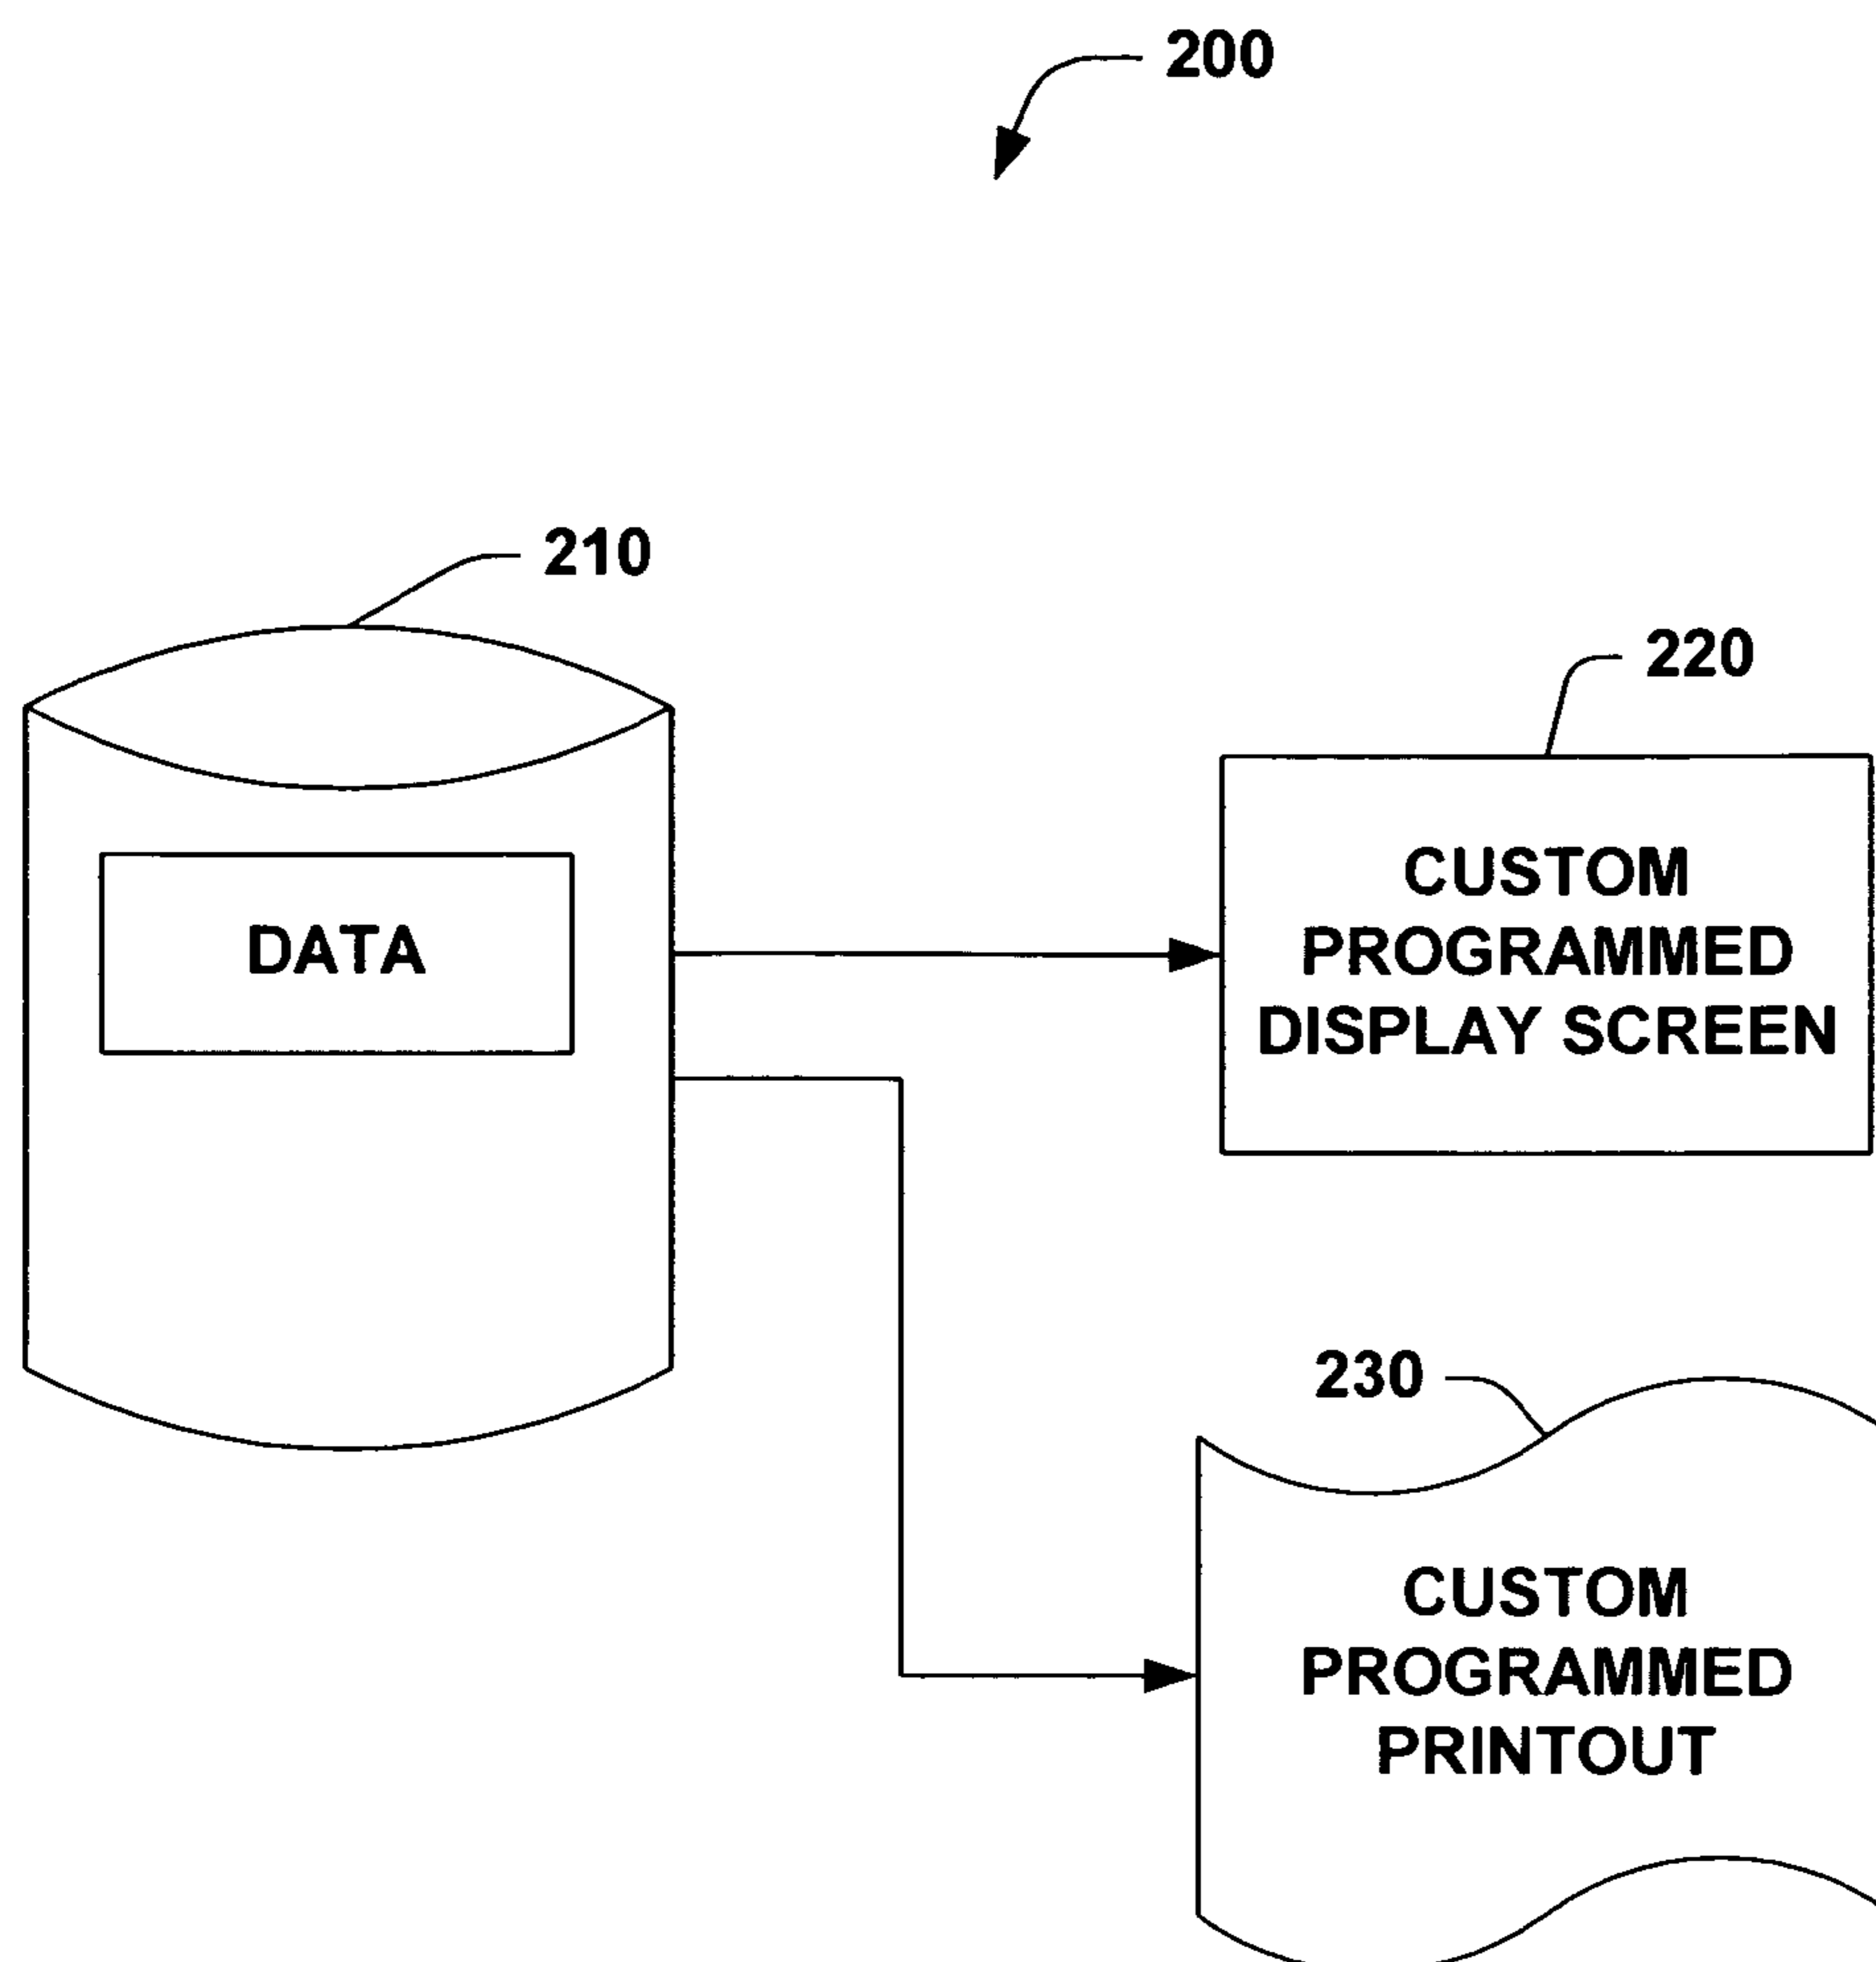 200
210
220
DATA
CUSTOM
PROGRAMMED
DISPLAY SCREEN
230
CUSTOM
PROGRAMMED
PRINTOUT